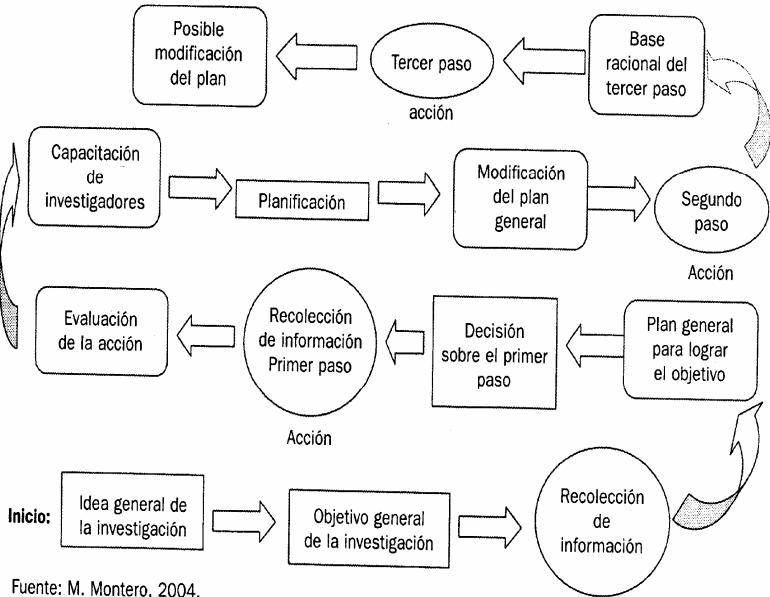 Posible
modificación
del plan
Tercer paso
acción
Base
racional del
tercer paso
Capacitación
de
investigadores
Planificación
Modificación
del plan
general
Segundo
paso
Acción
Evaluación
de la acción
Recolección
de información
Primer paso
Acción
Decisión
sobre el primer
paso
Plan general
para lograr
el objetivo
Inicio:
Idea general de
la investigación
Objetivo general
de la investigación
Recolección
de
información
Fuente: M. Montero, 2004.